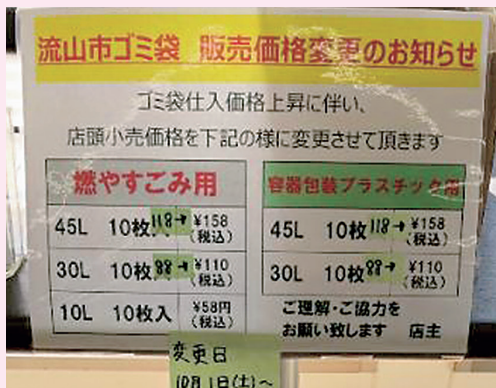 流山市ゴミ袋 販売価格変更のお知らせ
ゴミ袋仕入価格上昇に伴い、
店頭小売価格を下記の様に変更させて頂きます
燃やすごみ用
45L 10枚 118→ ¥158
(税込)
30L 10枚 88→ ¥110
(税込)
10L 10枚入 ¥58円
(税込)
容器包装プラスチック用
45L 10枚 118→ ¥158
(税込)
30L 10枚 88→ ¥110
(税込)
ご理解・ご協力を
お願い致します 店主
変更日
10月1日(土)～